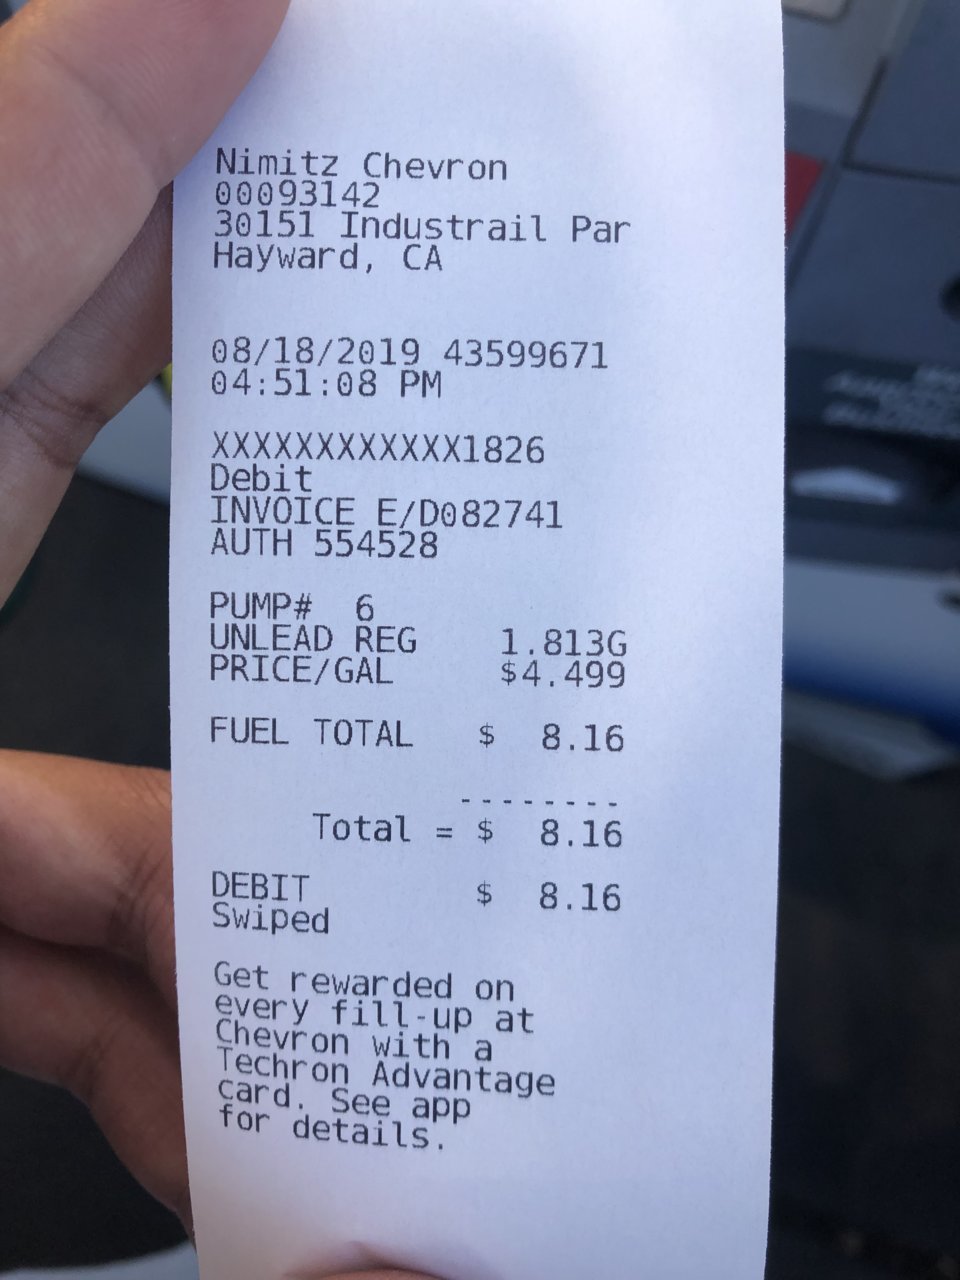 Nimitz Chevron
00093142
30151 Industrail Par
Hayward, CA
08/18/2019 43599671
04:51:08 PM
XXXXXXXXXXXX1826
Debit
INVOICE E/D082741
AUTH 554528
PUMP# 6
UNLEAD REG 1.813G
PRICE/GAL $4.499
FUEL TOTAL $ 8.16
--------
Total = $ 8.16
DEBIT $ 8.16
Swiped
Get rewarded on
every fill-up at
Chevron with a
Techron Advantage
card. See app
for details.